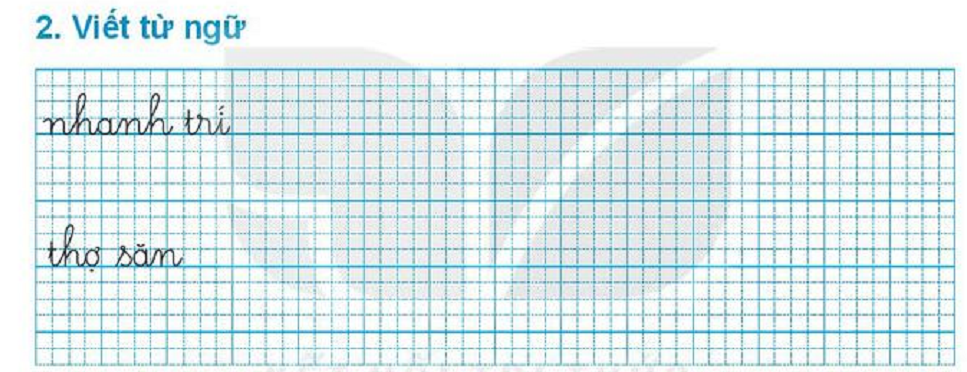 2. Viết từ ngữ
nhanh trí
thợ săn